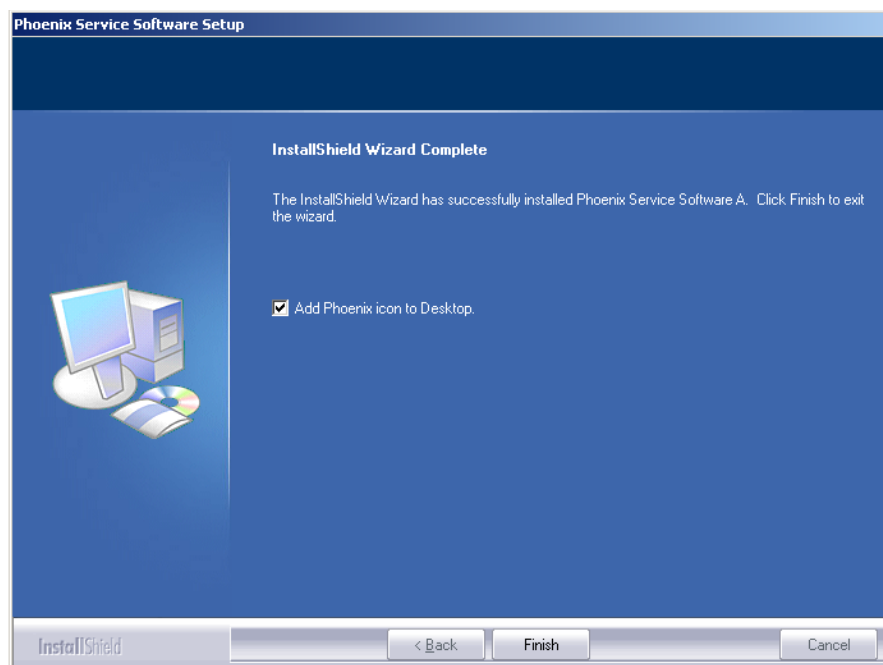 Phoenix Service Software Setup
InstallShield Wizard Complete
The InstallShield Wizard has successfully installed Phoenix Service Software A. Click Finish to exit
the wizard.
Add Phoenix icon to Desktop.
InstallShield
< Back
Finish
Cancel